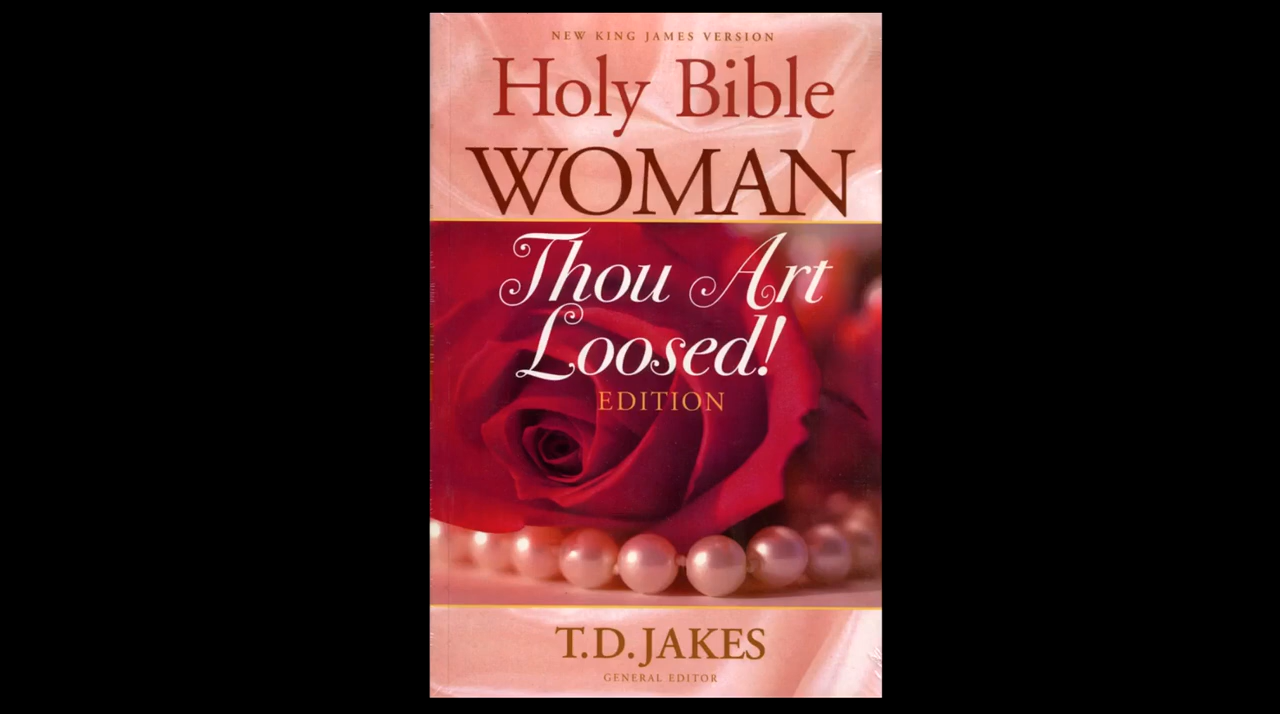 NEW KING JAMES VERSION
Holy Bible
WOMAN
Thou Art
Loosed!
EDITION
T.D. JAKES
GENERAL EDITOR